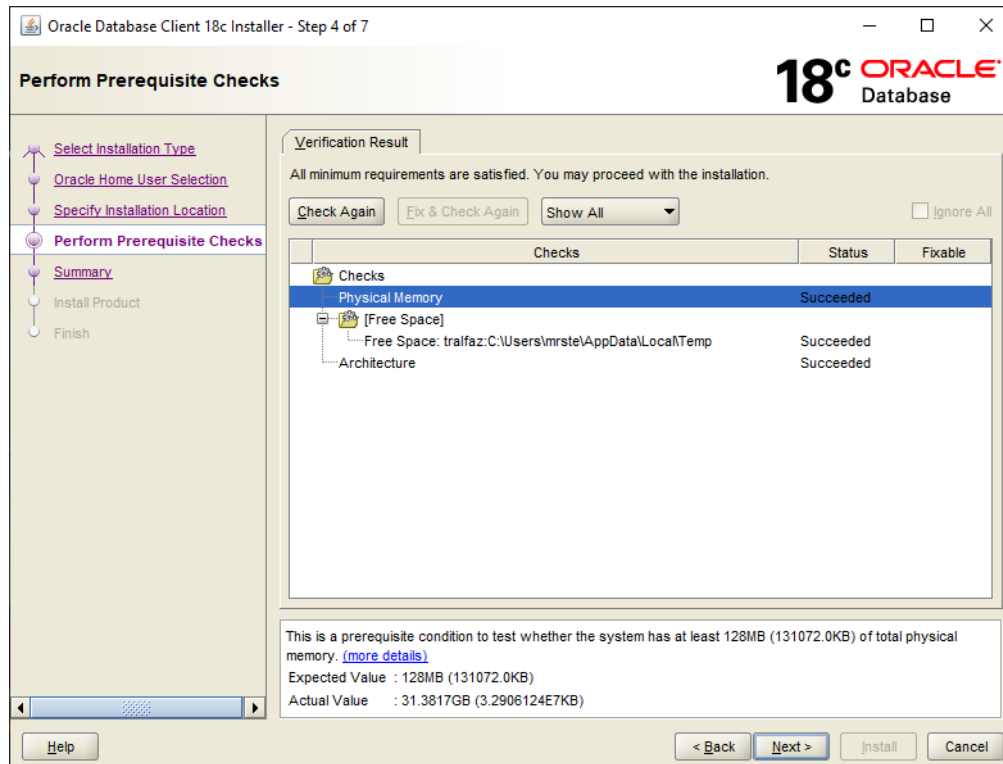 Oracle Database Client 18c Installer - Step 4 of 7
Perform Prerequisite Checks
18c ORACLE
Database
Select Installation Type
Oracle Home User Selection
Specify Installation Location
Perform Prerequisite Checks
Summary
Install Product
Finish
Verification Result
All minimum requirements are satisfied. You may proceed with the installation.
Check Again Fix & Check Again Show All Ignore All
Checks Status Fixable
Checks
Physical Memory Succeeded
[Free Space]
Free Space: tralfaz:C:\Users\mrste\AppData\Local\Temp Succeeded
Architecture Succeeded
This is a prerequisite condition to test whether the system has at least 128MB (131072.0KB) of total physical
memory. (more details)
Expected Value : 128MB (131072.0KB)
Actual Value : 31.3817GB (3.2906124E7KB)
Help < Back Next > Install Cancel